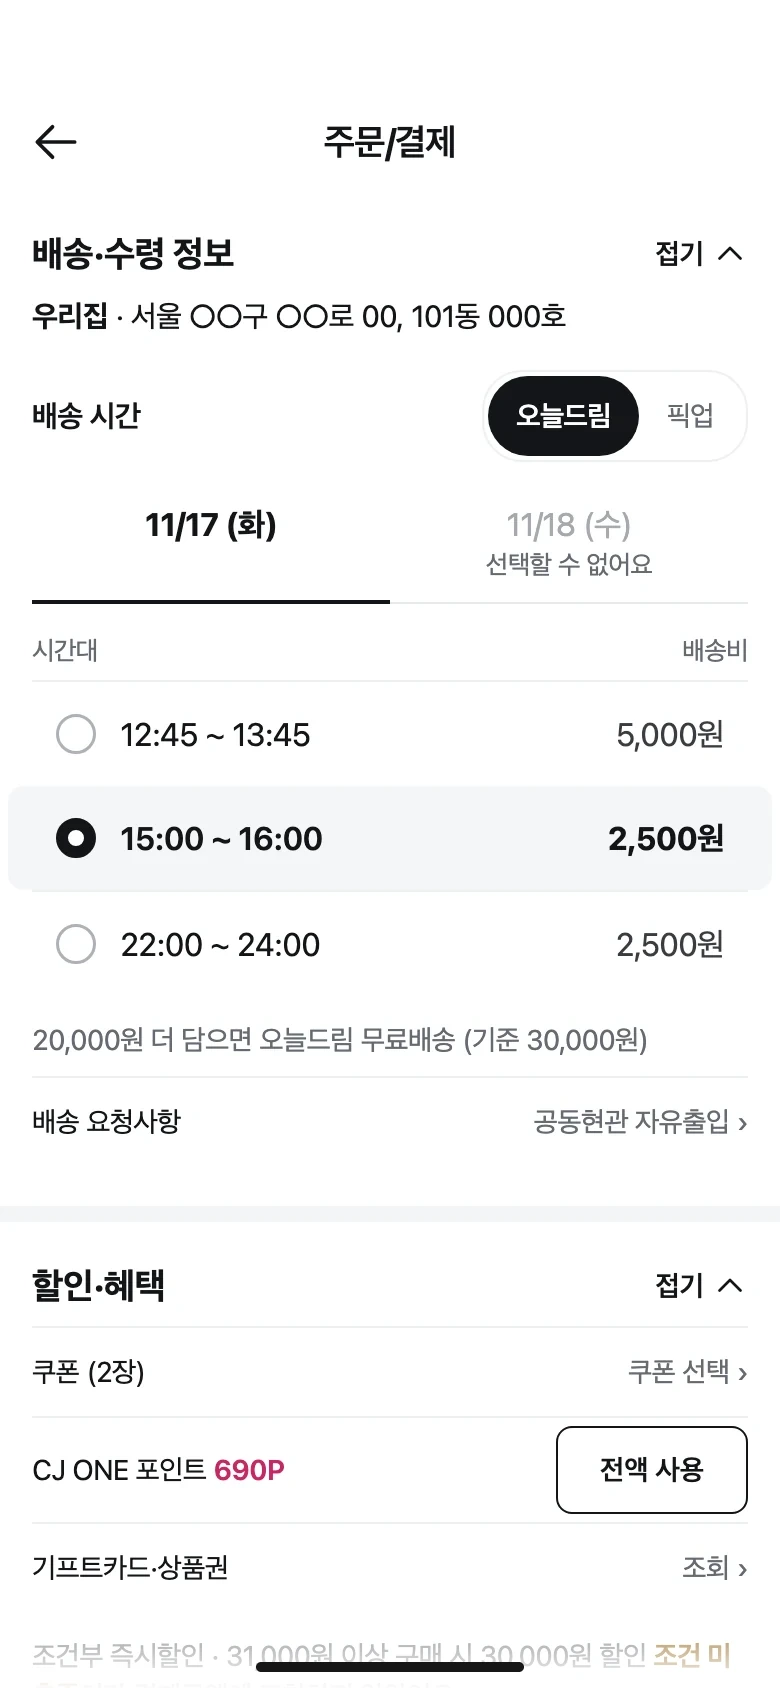 주문/결제
배송·수령 정보 접기
우리집 · 서울 ○○구 ○○로 00, 101동 000호
배송 시간 오늘드림 픽업
11/17 (화) 11/18 (수)
선택할 수 없어요
시간대 배송비
12:45 ~ 13:45 5,000원
15:00 ~ 16:00 2,500원
22:00 ~ 24:00 2,500원
20,000원 더 담으면 오늘드림 무료배송 (기준 30,000원)
배송 요청사항 공동현관 자유출입 ›
할인·혜택 접기
쿠폰 (2장) 쿠폰 선택 ›
CJ ONE 포인트 690P 전액 사용
기프트카드·상품권 조회 ›
조건부 즉시할인 · 31,000원 이상 구매 시 30,000원 할인 조건 미